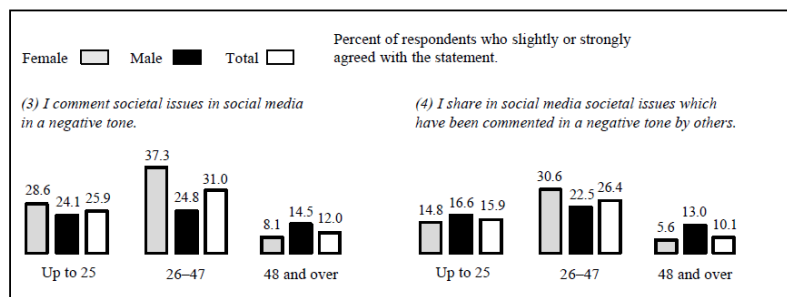 Percent of respondents who slightly or strongly
Female Male Total agreed with the statement.
(3) I comment societal issues in social media
in a negative tone.
28.6 24.1 25.9
37.3 24.8 31.0
8.1 14.5 12.0
Up to 25 26–47 48 and over
(4) I share in social media societal issues which
have been commented in a negative tone by others.
14.8 16.6 15.9
30.6 22.5 26.4
5.6 13.0 10.1
Up to 25 26–47 48 and over